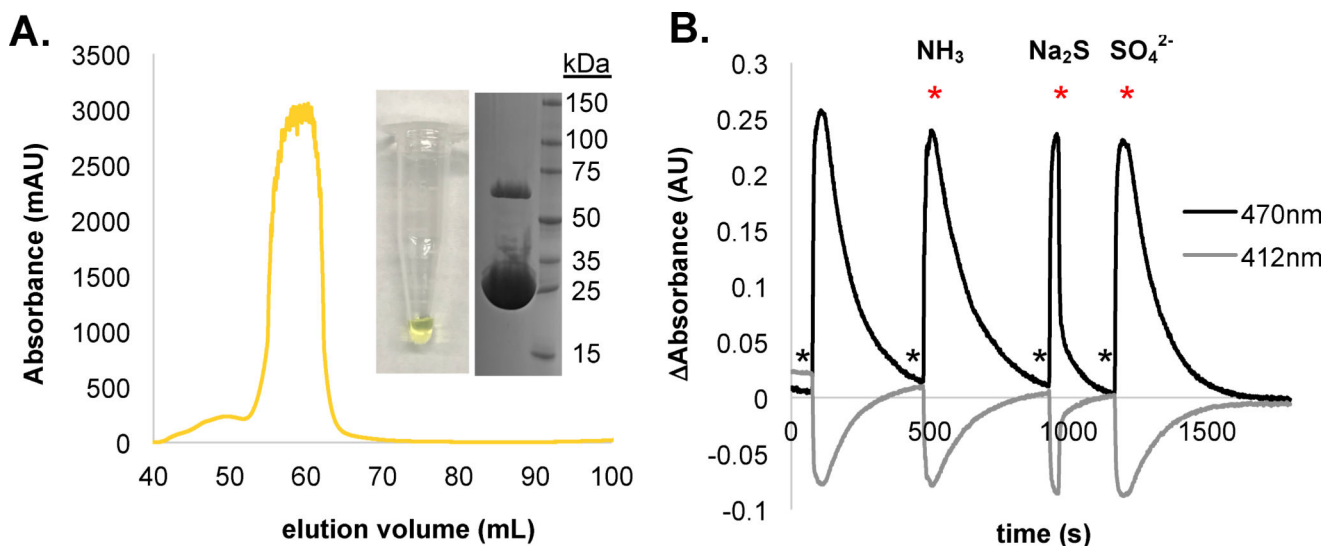 A.
Absorbance (mAU)
3500
3000
2500
2000
1500
1000
500
0
40 50 60 70 80 90 100
elution volume (mL)
kDa
150
100
75
50
35
25
15
B.
NH₃ Na₂S SO₄²⁻
* * *
ΔAbsorbance (AU)
0.3
0.25
0.2
0.15
0.1
0.05
0
-0.05
-0.1
* * * *
0 500 1000 1500
time (s)
470nm
412nm